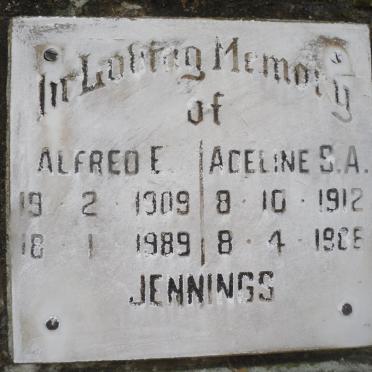 In Loving Memory
of
ALFRED E. ADELINE S.A.
19 · 2 · 1909 8 · 10 · 1912
18 · 1 · 1989 8 · 4 ·
JENNINGS